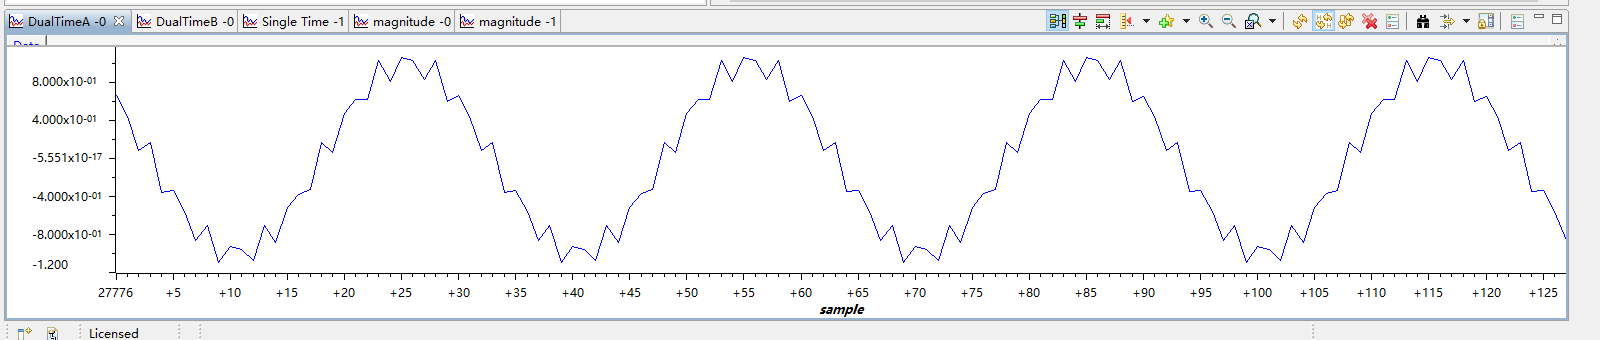 DualTimeA -0 DualTimeB -0 Single Time -1 magnitude -0 magnitude -1
Data
8.000x10-01
4.000x10-01
-5.551x10-17
-4.000x10-01
-8.000x10-01
-1.200
27776 +5 +10 +15 +20 +25 +30 +35 +40 +45 +50 +55 +60 +65 +70 +75 +80 +85 +90 +95 +100 +105 +110 +115 +120 +125
sample
Licensed